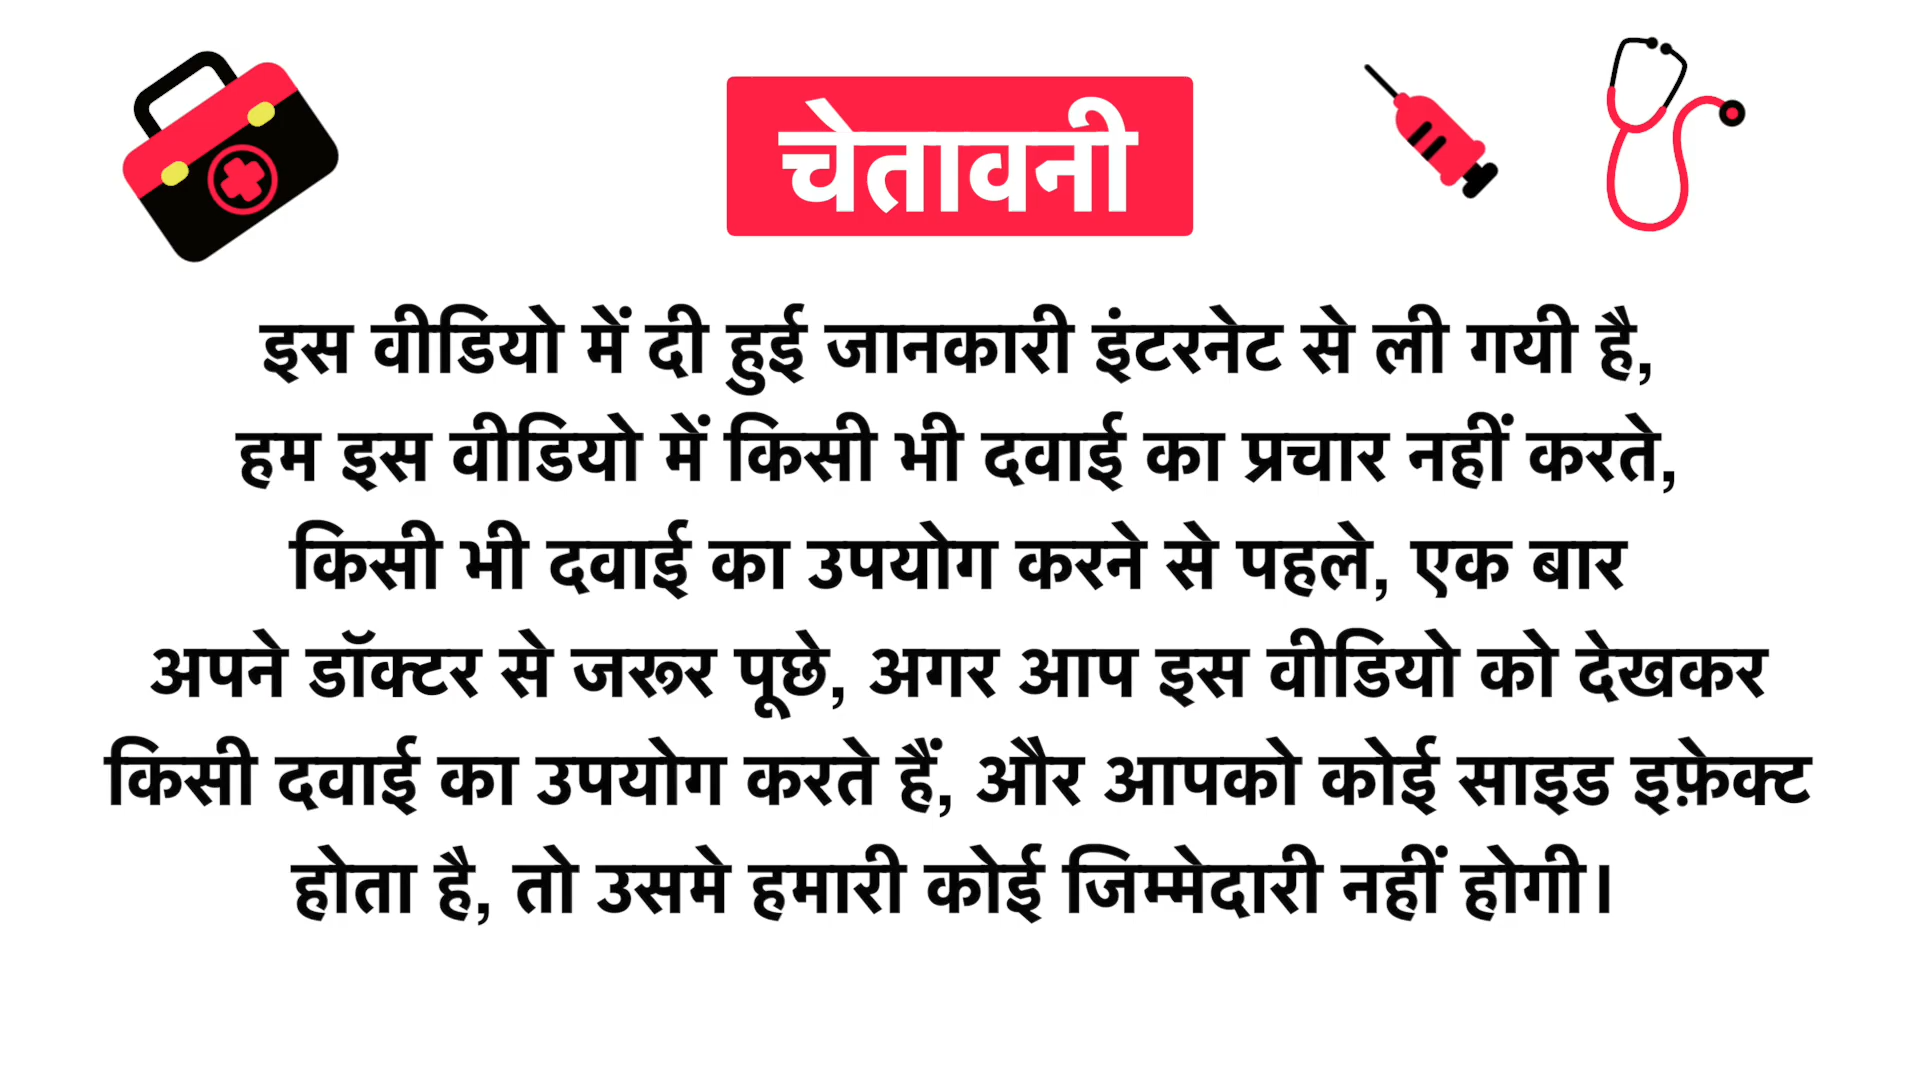 चेतावनी
इस वीडियो में दी हुई जानकारी इंटरनेट से ली गयी है,
हम इस वीडियो में किसी भी दवाई का प्रचार नहीं करते,
किसी भी दवाई का उपयोग करने से पहले, एक बार
अपने डॉक्टर से जरूर पूछे, अगर आप इस वीडियो को देखकर
किसी दवाई का उपयोग करते हैं, और आपको कोई साइड इफ़ेक्ट
होता है, तो उसमे हमारी कोई जिम्मेदारी नहीं होगी।